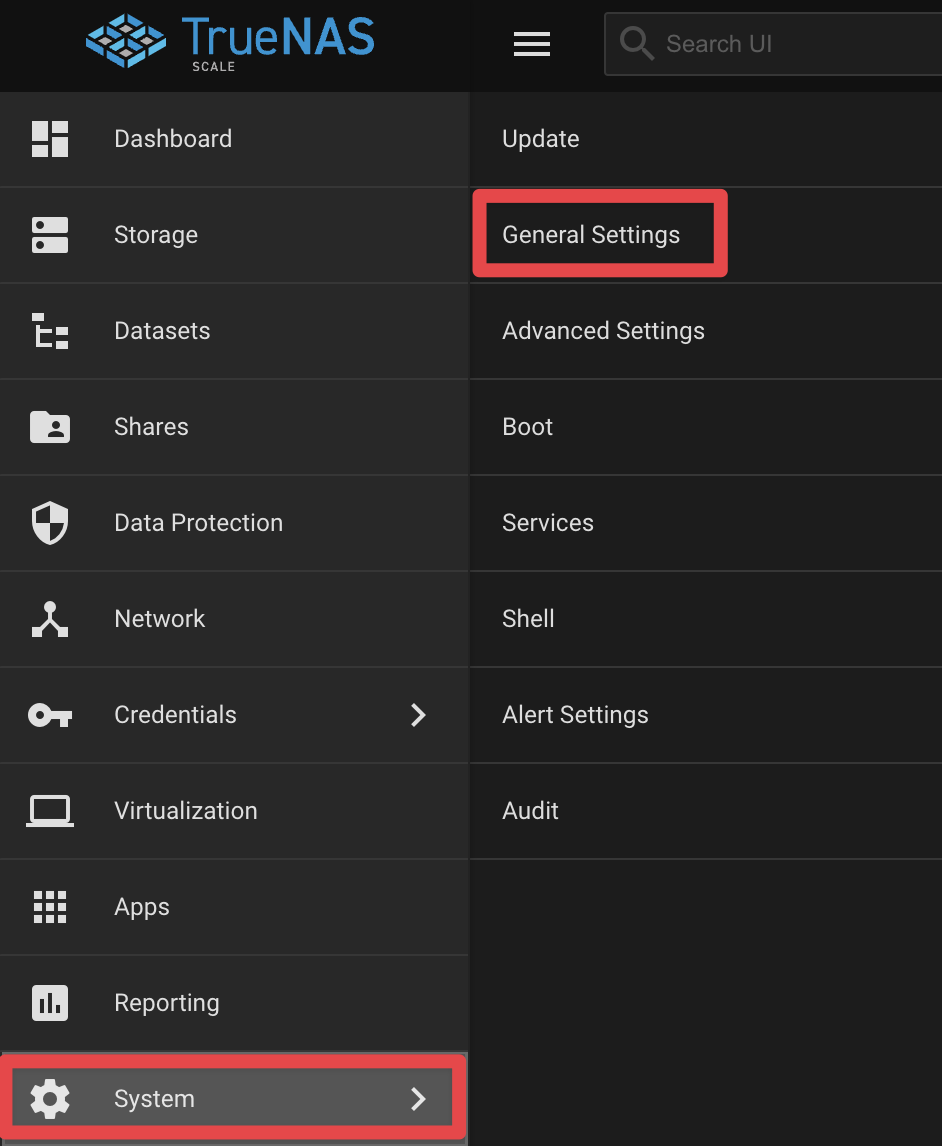 TrueNAS
SCALE
Search UI
Dashboard
Storage
Datasets
Shares
Data Protection
Network
Credentials
Virtualization
Apps
Reporting
System
Update
General Settings
Advanced Settings
Boot
Services
Shell
Alert Settings
Audit